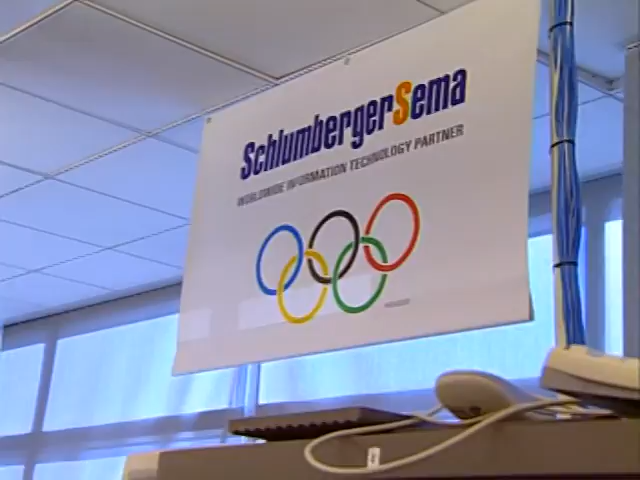 SchlumbergerSema
WORLDWIDE INFORMATION TECHNOLOGY PARTNER